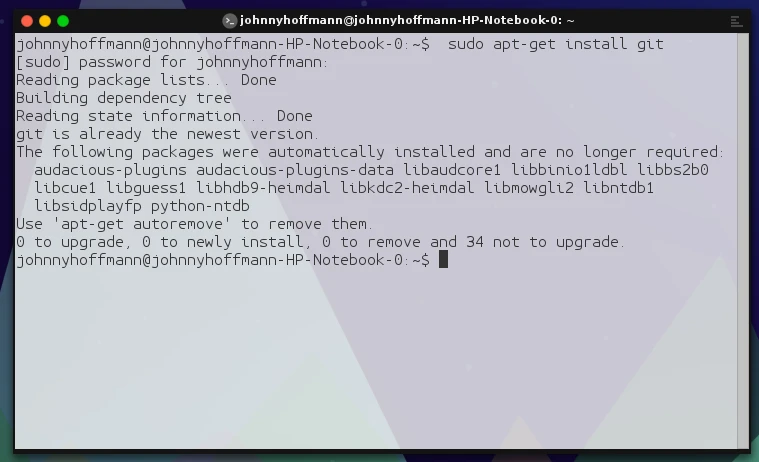 johnnyhoffmann@johnnyhoffmann-HP-Notebook-0: ~
johnnyhoffmann@johnnyhoffmann-HP-Notebook-0:~$  sudo apt-get install git
[sudo] password for johnnyhoffmann:
Reading package lists... Done
Building dependency tree
Reading state information... Done
git is already the newest version.
The following packages were automatically installed and are no longer required:
  audacious-plugins audacious-plugins-data libaudcore1 libbinio1ldbl libbs2b0
  libcue1 libguess1 libhdb9-heimdal libkdc2-heimdal libmowgli2 libntdb1
  libsidplayfp python-ntdb
Use 'apt-get autoremove' to remove them.
0 to upgrade, 0 to newly install, 0 to remove and 34 not to upgrade.
johnnyhoffmann@johnnyhoffmann-HP-Notebook-0:~$